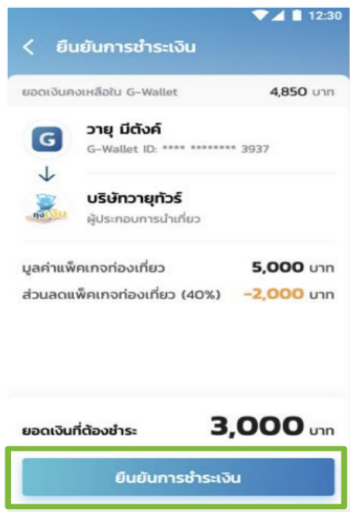 12:30
ยืนยันการชำระเงิน
ยอดเงินคงเหลือใน G-Wallet 4,850 บาท
G วายุ มีตังค์
G-Wallet ID: **** ******** 3937
บริษัทวายุทัวร์
ถุงเงิน ผู้ประกอบการนำเที่ยว
มูลค่าแพ็คเกจท่องเที่ยว 5,000 บาท
ส่วนลดแพ็คเกจท่องเที่ยว (40%) -2,000 บาท
ยอดเงินที่ต้องชำระ 3,000 บาท
ยืนยันการชำระเงิน